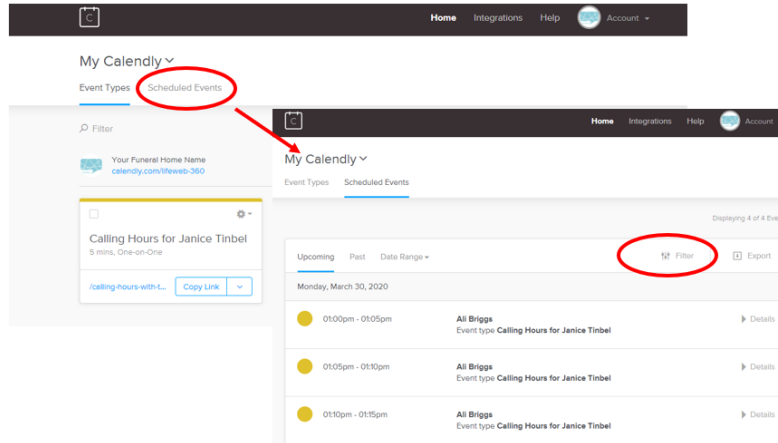 C
Home Integrations Help Account
My Calendly
Event Types Scheduled Events
Filter
Your Funeral Home Name
calendly.com/lifeweb-360
Calling Hours for Janice Tinbel
5 mins, One-on-One
/calling-hours-with-t... Copy Link
C
Home Integrations Help Account
My Calendly
Event Types Scheduled Events
Displaying 4 of 4 Eve
Upcoming Past Date Range Filter Export
Monday, March 30, 2020
01:00pm - 01:05pm Ali Briggs Details
Event type Calling Hours for Janice Tinbel
01:05pm - 01:10pm Ali Briggs Details
Event type Calling Hours for Janice Tinbel
01:10pm - 01:15pm Ali Briggs Details
Event type Calling Hours for Janice Tinbel